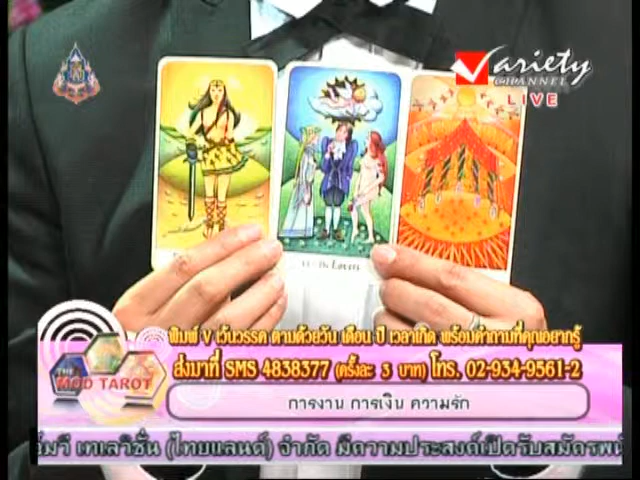 Variety
CHANNEL
LIVE
VI · The Lovers
พิมพ์ v เว้นวรรค ตามด้วยวัน เดือน ปี เวลาเกิด พร้อมคำถามที่คุณอยากรู้
ส่งมาที่ SMS 4838377 (ครั้งละ 3 บาท) โทร. 02-934-9561-2
THE
MOD TAROT
การงาน การเงิน ความรัก
มวี เทเลวิชั่น (ไทยแลนด์) จำกัด มีความประสงค์เปิดรับสมัครพน